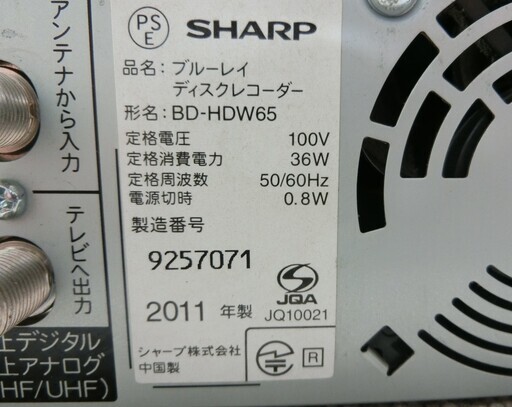 PS
E
SHARP
品名：ブルーレイ
ディスクレコーダー
形名：BD-HDW65
定格電圧 100V
定格消費電力 36W
定格周波数 50/60Hz
電源切時 0.8W
製造番号
9257071
2011 年製
JQA
JQ10021
シャープ株式会社
中国製
R
アンテナから入力
テレビへ出力
上デジタル
上アナログ
HF/UHF)